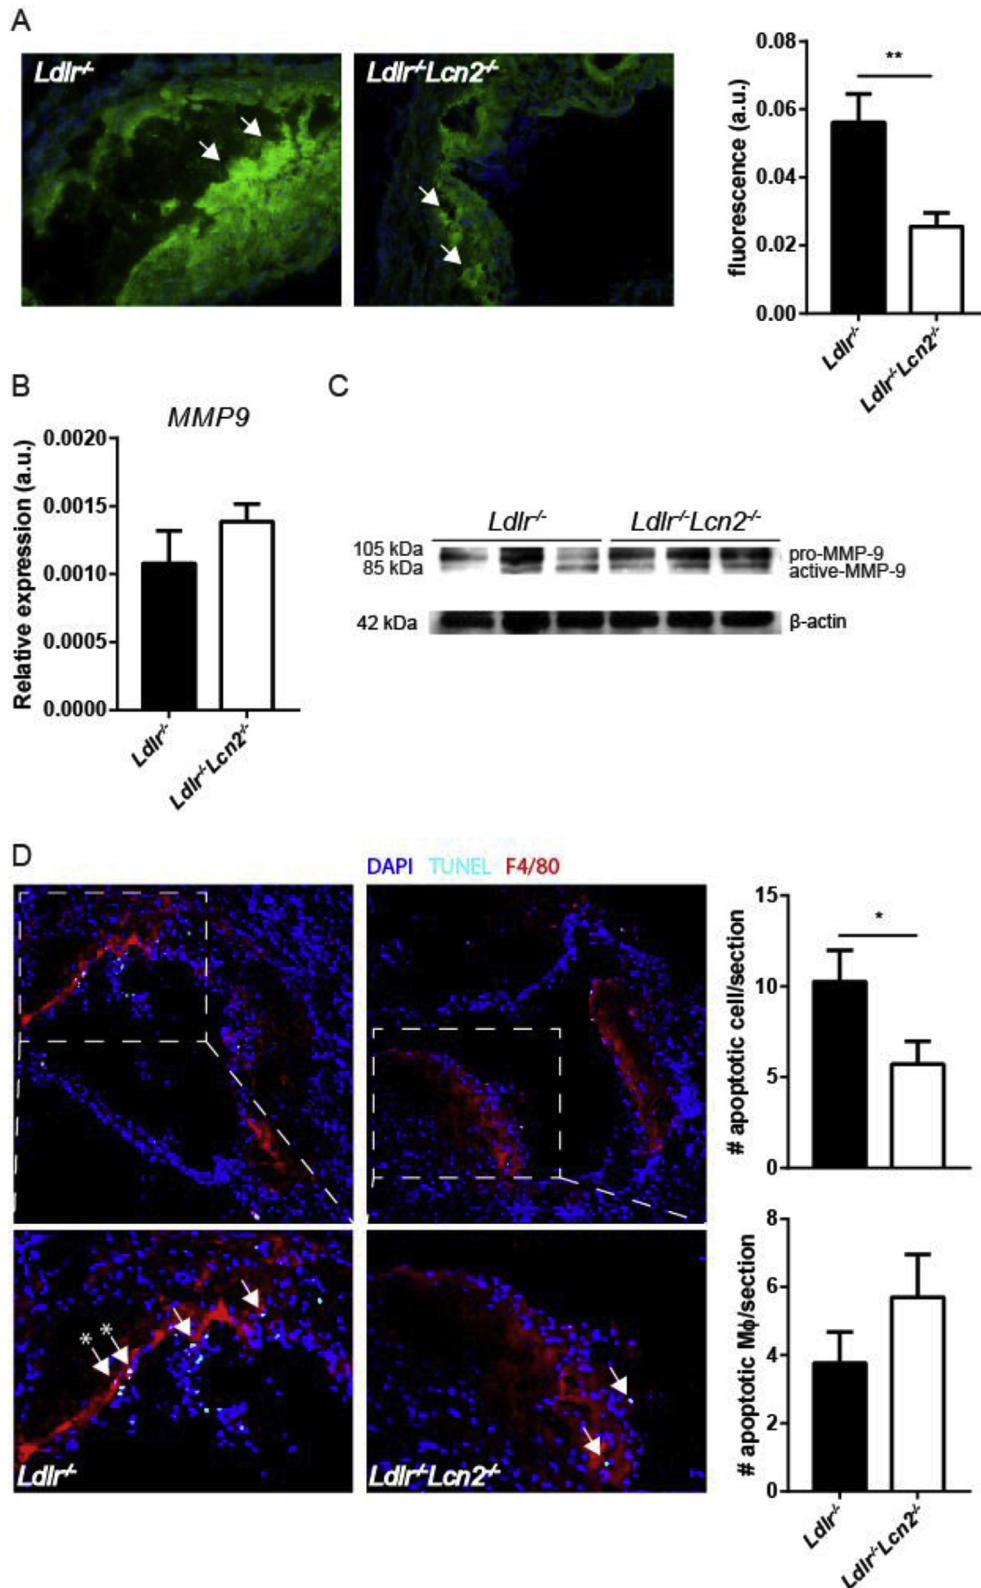 A
Ldlr-/-
Ldlr-/-Lcn2-/-
fluorescence (a.u.)
0.08
0.06
0.04
0.02
0.00
**
Ldlr-/-
Ldlr-/-Lcn2-/-
B
MMP9
Relative expression (a.u.)
0.0020
0.0015
0.0010
0.0005
0.0000
Ldlr-/-
Ldlr-/-Lcn2-/-
C
Ldlr-/-
Ldlr-/-Lcn2-/-
105 kDa
85 kDa
pro-MMP-9
active-MMP-9
42 kDa
β-actin
D
DAPI TUNEL F4/80
*
*
Ldlr-/-
Ldlr-/-Lcn2-/-
# apoptotic cell/section
15
10
5
0
*
# apoptotic Mϕ/section
8
6
4
2
0
Ldlr-/-
Ldlr-/-Lcn2-/-